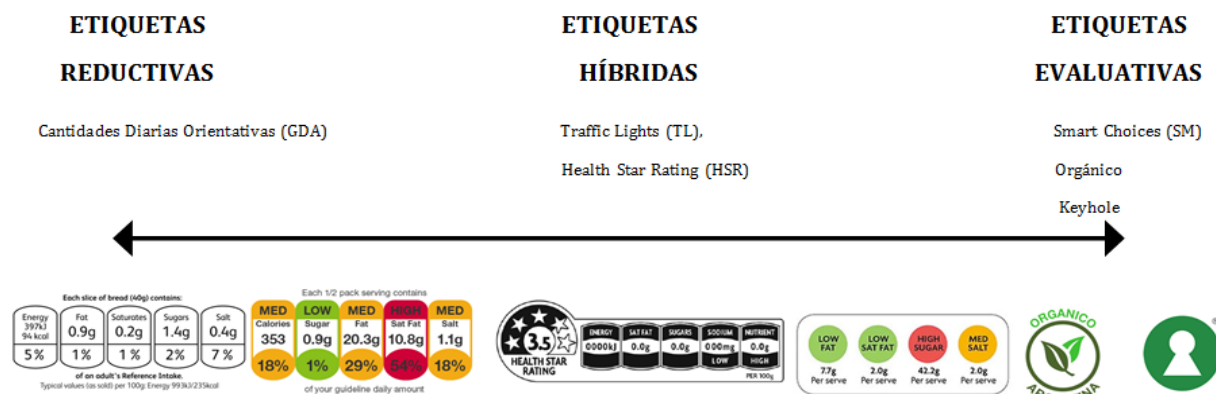 ETIQUETAS
REDUCTIVAS
ETIQUETAS
HÍBRIDAS
ETIQUETAS
EVALUATIVAS
Cantidades Diarias Orientativas (GDA)
Traffic Lights (TL),
Health Star Rating (HSR)
Smart Choices (SM)
Orgánico
Keyhole
Each slice of bread (40g) contains:
Energy Fat Saturates Sugars Salt
397kJ
94 kcal 0.9g 0.2g 1.4g 0.4g
5% 1% 1% 2% 7%
of an adult's Reference Intake.
Typical values (as sold) per 100g: Energy 993kJ/235kcal
Each 1/2 pack serving contains
MED LOW MED HIGH MED
Calories Sugar Fat Sat Fat Salt
353 0.9g 20.3g 10.8g 1.1g
18% 1% 29% 54% 18%
of your guideline daily amount
3.5
HEALTH STAR
RATING
ENERGY SAT FAT SUGARS SODIUM NUTRIENT
0000kJ 0.0g 0.0g 000mg 0.0g
LOW HIGH
PER 100g
LOW FAT LOW SAT FAT HIGH SUGAR MED SALT
7.7g 2.0g 42.2g 2.0g
Per serve Per serve Per serve Per serve
ORGANICO
®